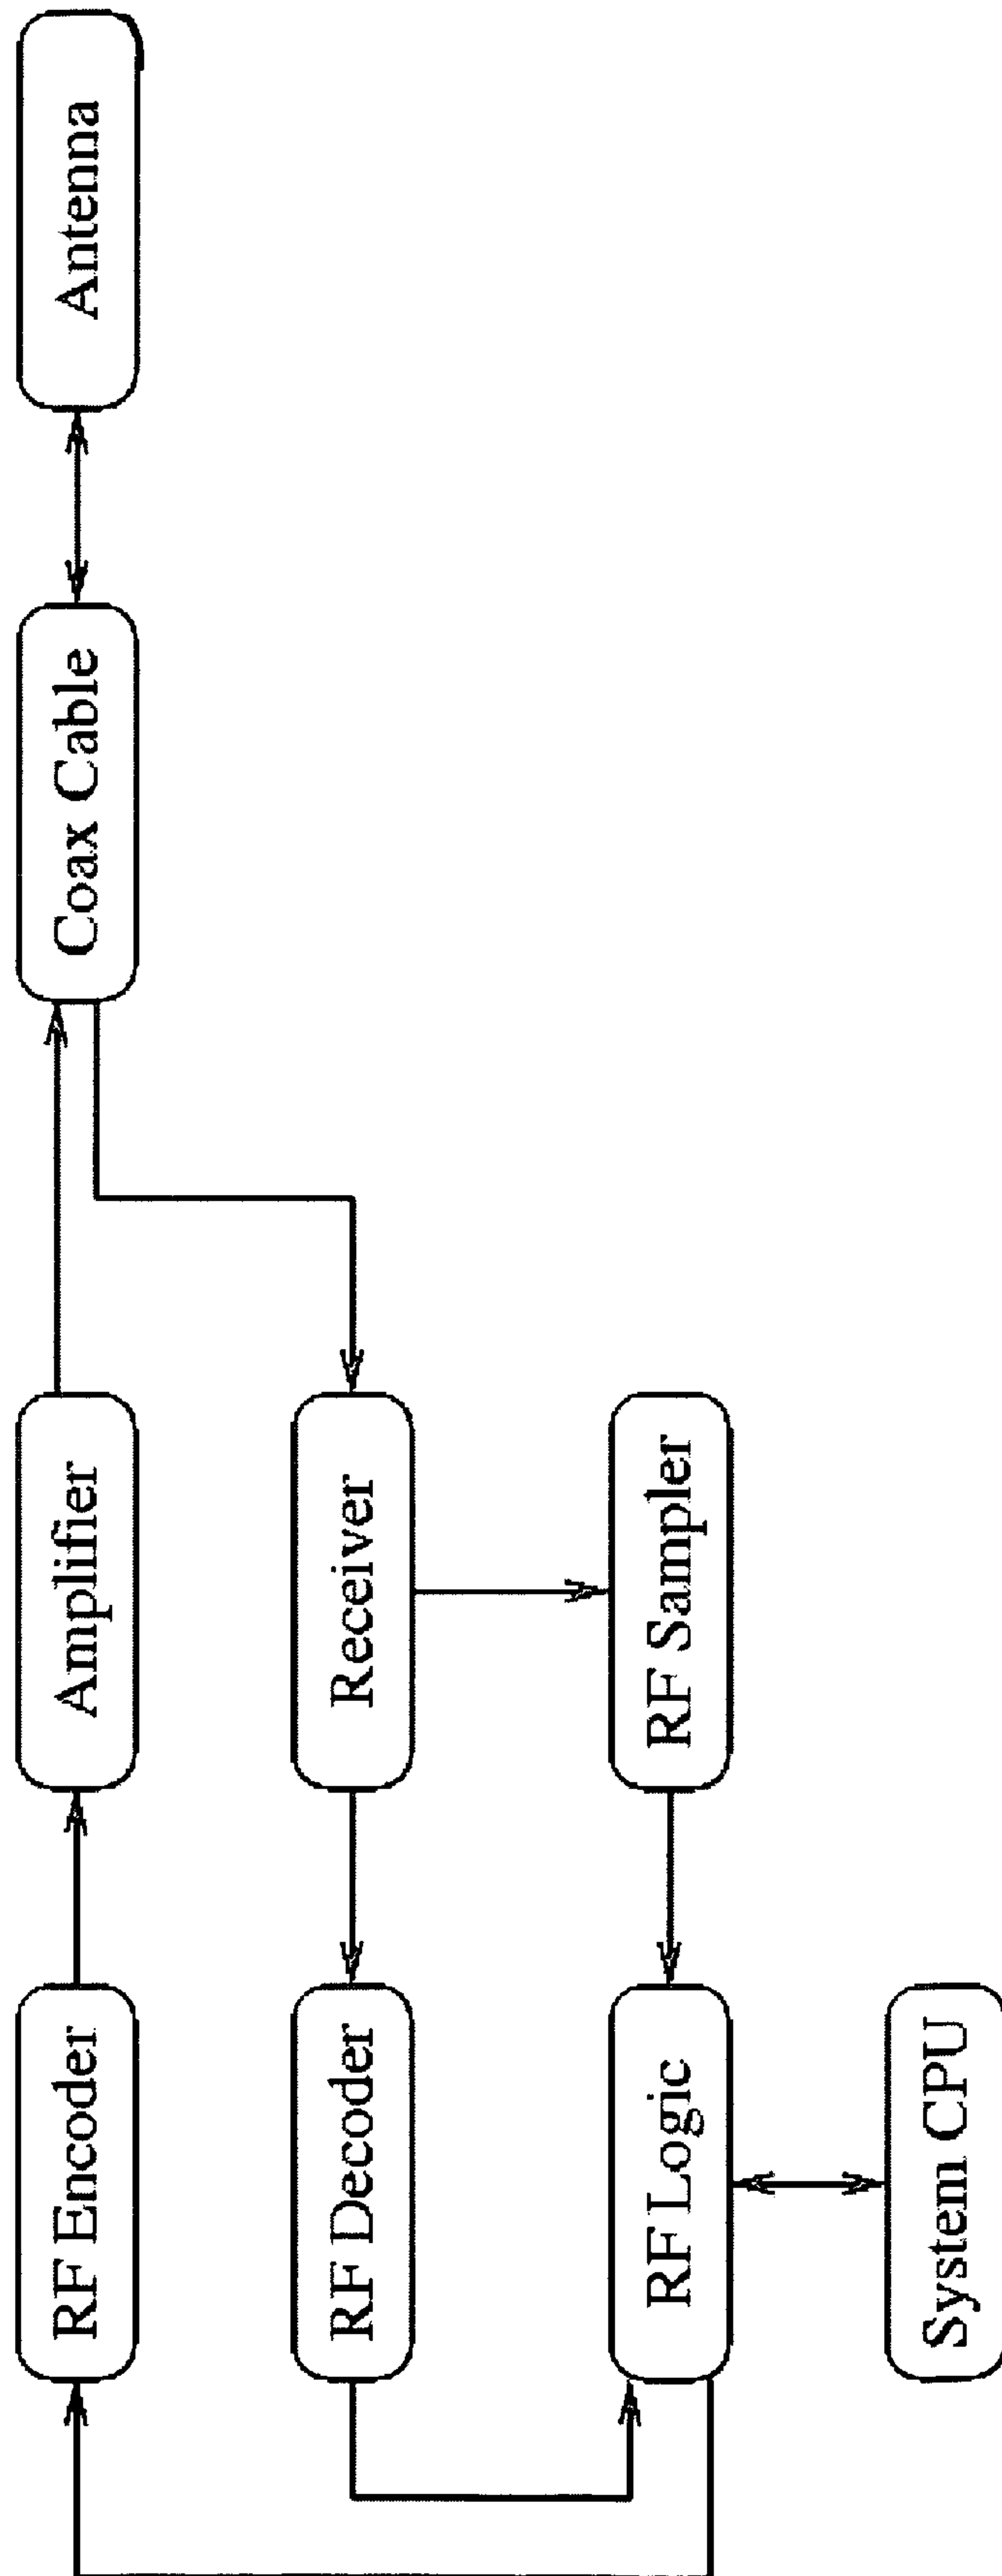 RF Encoder
Amplifier
Coax Cable
Antenna
RF Decoder
Receiver
RF Logic
RF Sampler
System CPU